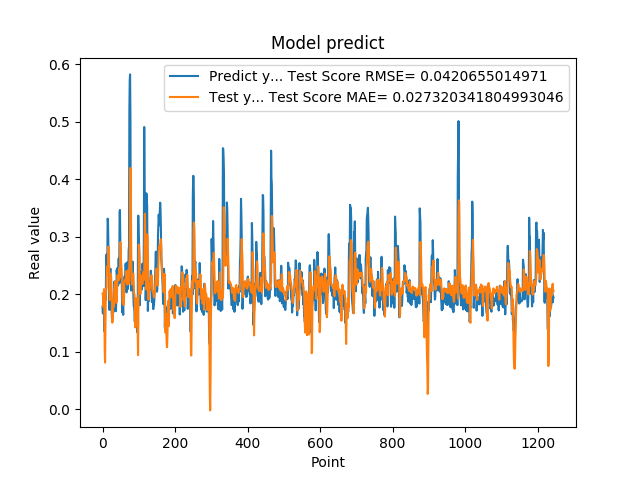 Model predict
Predict y... Test Score RMSE= 0.0420655014971
Test y... Test Score MAE= 0.027320341804993046
0.6
0.5
0.4
0.3
0.2
0.1
0.0
Real value
0 200 400 600 800 1000 1200
Point